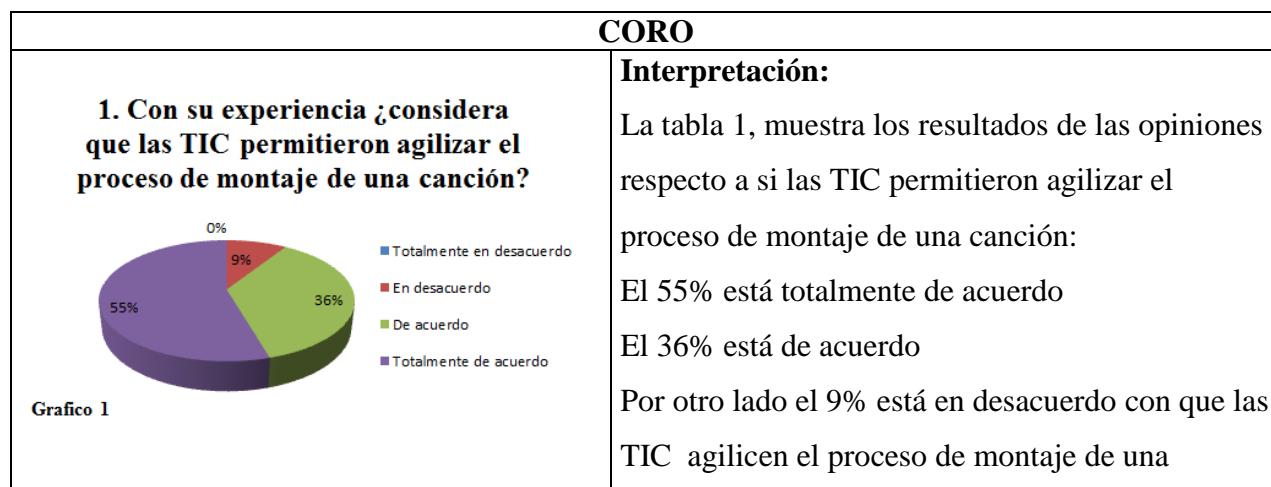 CORO
1. Con su experiencia ¿considera
que las TIC permitieron agilizar el
proceso de montaje de una canción?
0%
9%
36%
55%
Totalmente en desacuerdo
En desacuerdo
De acuerdo
Totalmente de acuerdo
Grafico 1
Interpretación:
La tabla 1, muestra los resultados de las opiniones
respecto a si las TIC permitieron agilizar el
proceso de montaje de una canción:
El 55% está totalmente de acuerdo
El 36% está de acuerdo
Por otro lado el 9% está en desacuerdo con que las
TIC  agilicen el proceso de montaje de una